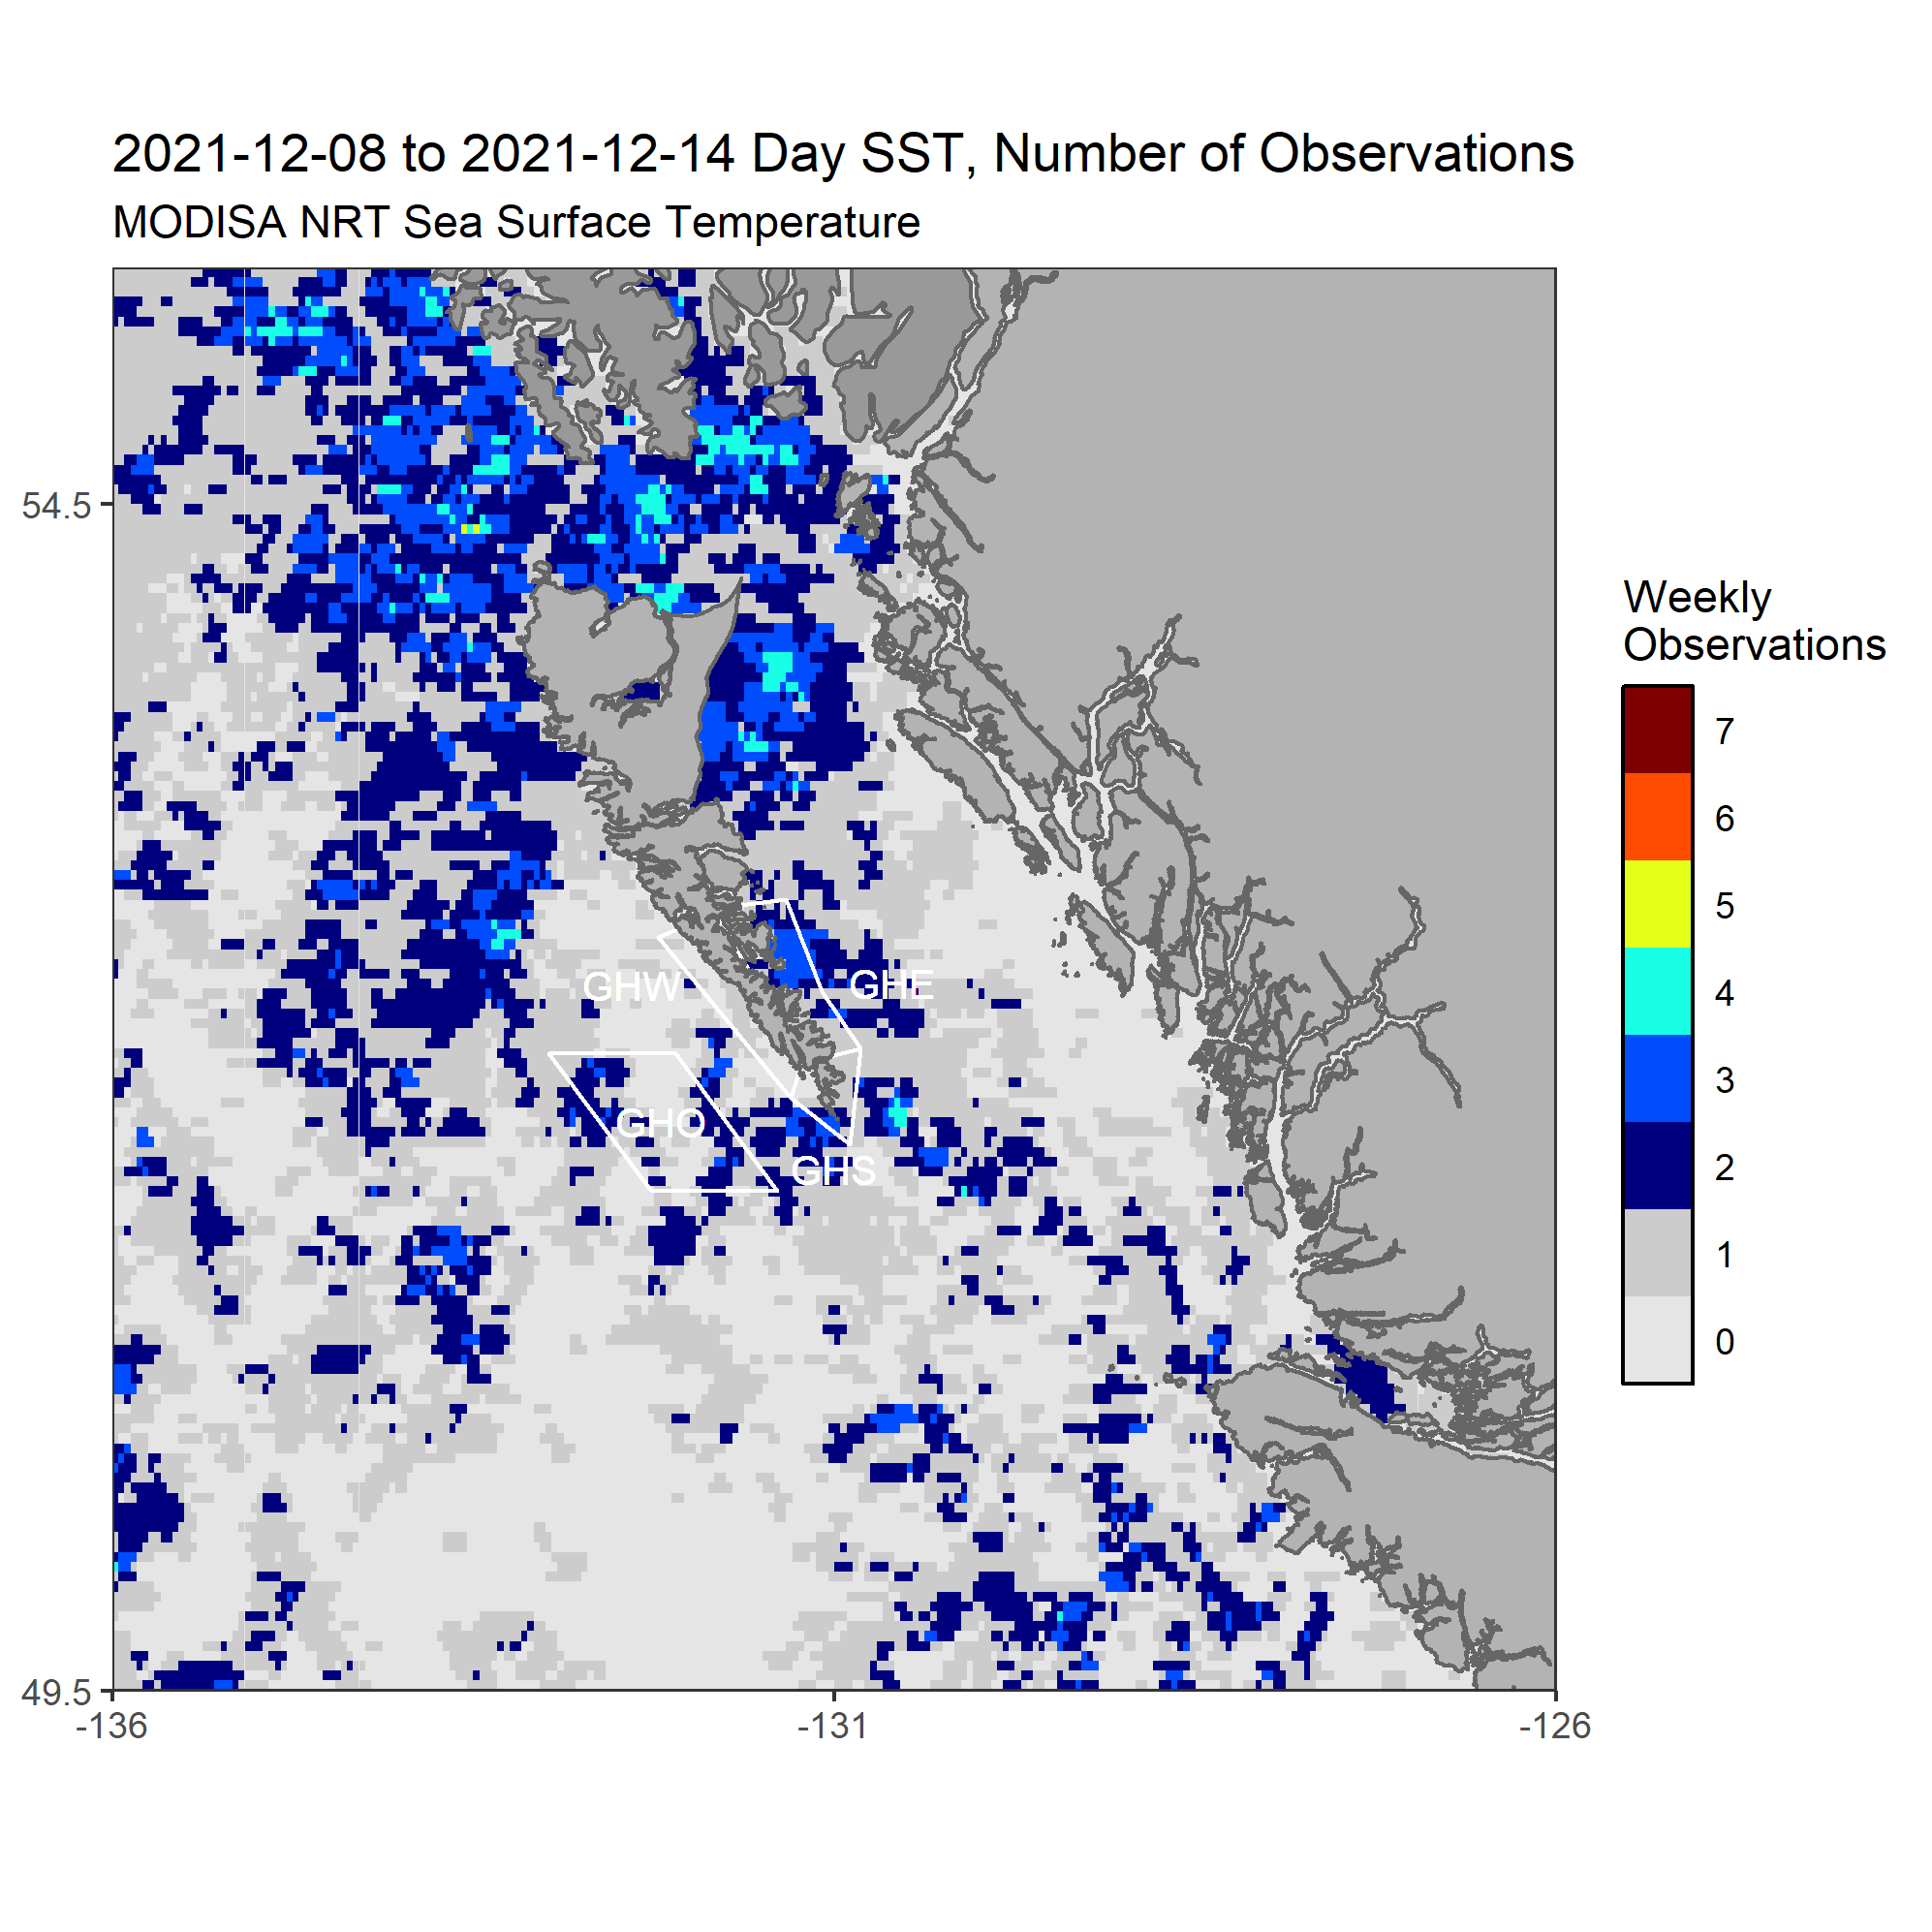 2021-12-08 to 2021-12-14 Day SST, Number of Observations
MODISA NRT Sea Surface Temperature
54.5
49.5
-136
-131
-126
GHW
GHE
GHO
GHS
Weekly
Observations
7
6
5
4
3
2
1
0